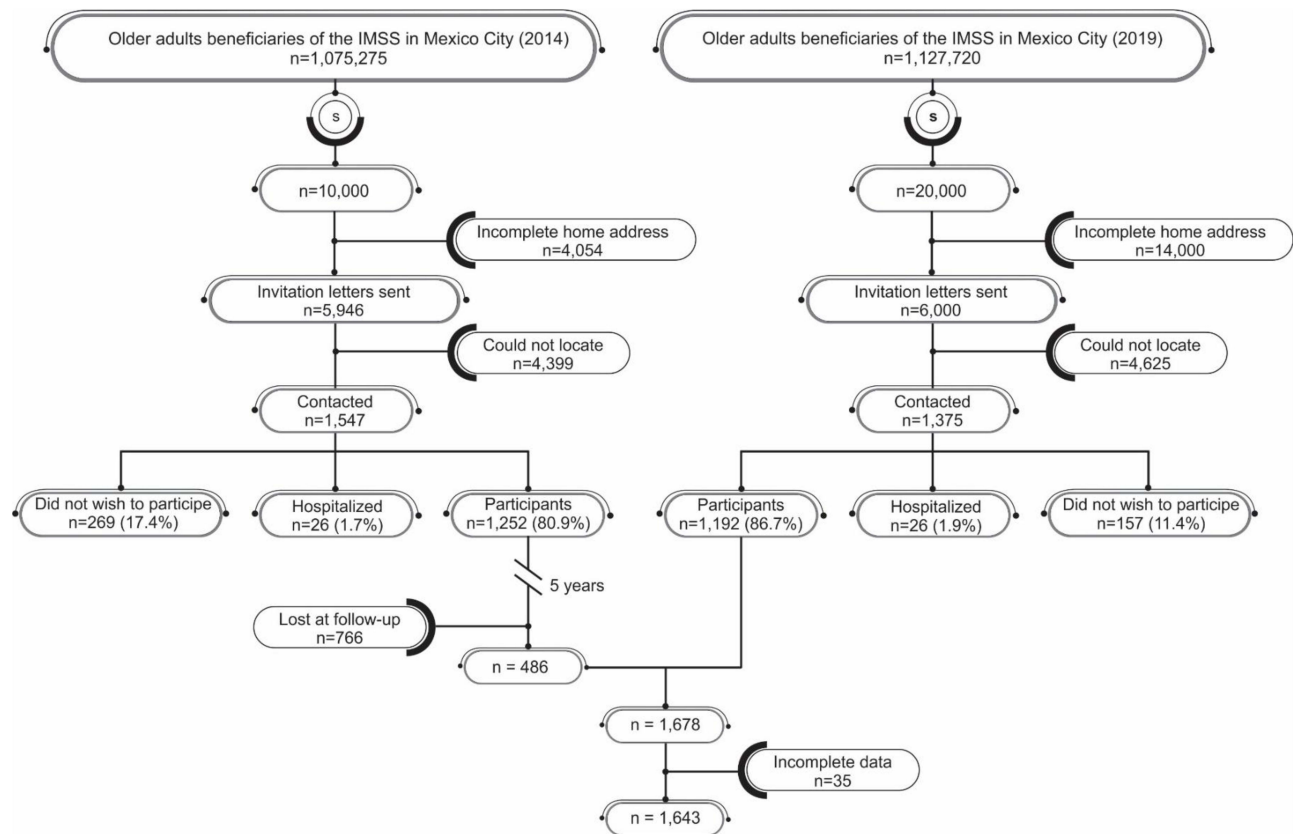 Older adults beneficiaries of the IMSS in Mexico City (2014)
n=1,075,275
Older adults beneficiaries of the IMSS in Mexico City (2019)
n=1,127,720
s
s
n=10,000
n=20,000
Incomplete home address
n=4,054
Incomplete home address
n=14,000
Invitation letters sent
n=5,946
Invitation letters sent
n=6,000
Could not locate
n=4,399
Could not locate
n=4,625
Contacted
n=1,547
Contacted
n=1,375
Did not wish to participe
n=269 (17.4%)
Hospitalized
n=26 (1.7%)
Participants
n=1,252 (80.9%)
Participants
n=1,192 (86.7%)
Hospitalized
n=26 (1.9%)
Did not wish to participe
n=157 (11.4%)
5 years
Lost at follow-up
n=766
n = 486
n = 1,678
Incomplete data
n=35
n = 1,643